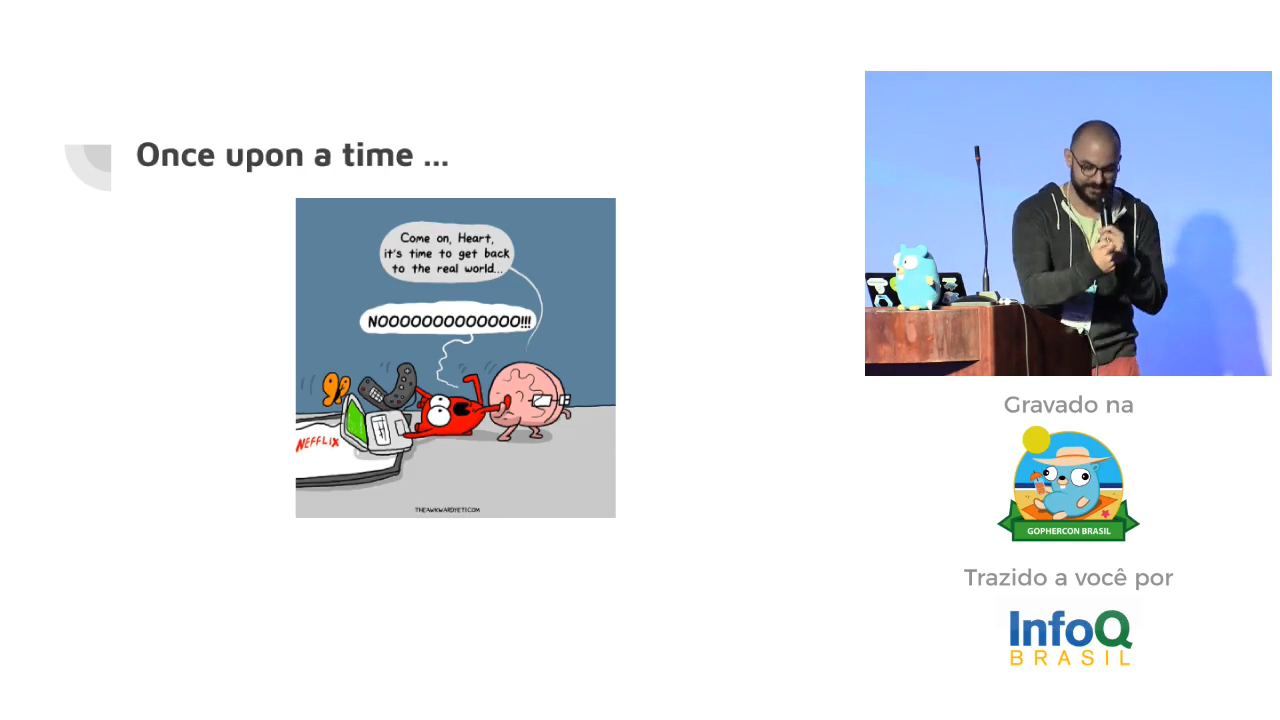 Once upon a time ...
Come on, Heart,
it's time to get back
to the real world...
NOOOOOOOOOOOOO!!!
NEFFLIX
THEAWKWARDYETI.COM
Gravado na
GOPHERCON BRASIL
Trazido a você por
InfoQ
BRASIL